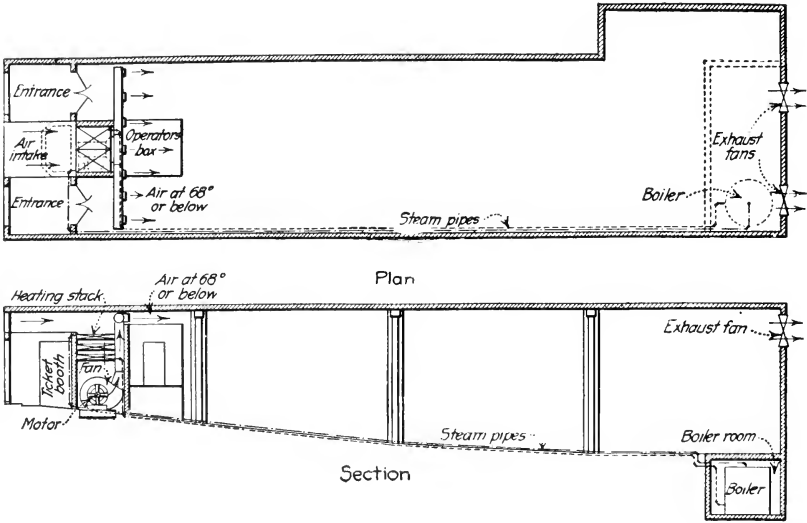 Entrance
Air
intake
Operators
box
Entrance
Air at 68°
or below
Steam pipes
Boiler
Exhaust
fans
Plan
Heating stack
Air at 68°
or below
Ticket
booth
Fan
Motor
Exhaust fan
Steam pipes
Boiler room
Boiler
Section